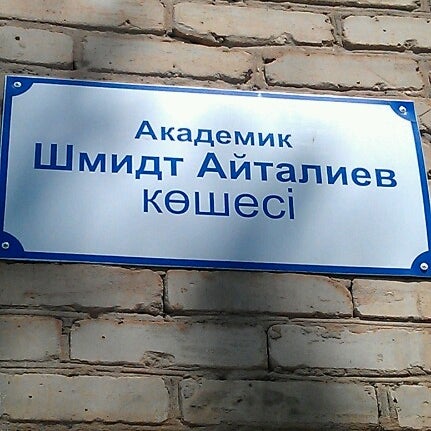 Академик
Шмидт Айталиев
көшесі